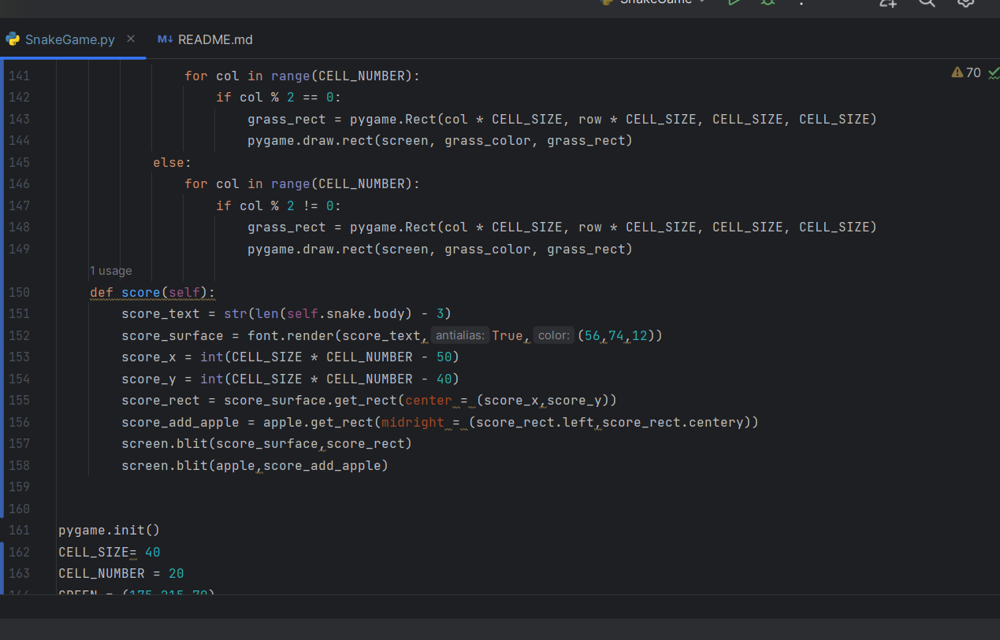 SnakeGame
SnakeGame.py × M↓ README.md
70
141 for col in range(CELL_NUMBER):
142 if col % 2 == 0:
143 grass_rect = pygame.Rect(col * CELL_SIZE, row * CELL_SIZE, CELL_SIZE, CELL_SIZE)
144 pygame.draw.rect(screen, grass_color, grass_rect)
145 else:
146 for col in range(CELL_NUMBER):
147 if col % 2 != 0:
148 grass_rect = pygame.Rect(col * CELL_SIZE, row * CELL_SIZE, CELL_SIZE, CELL_SIZE)
149 pygame.draw.rect(screen, grass_color, grass_rect)
1 usage
150 def score(self):
151 score_text = str(len(self.snake.body) - 3)
152 score_surface = font.render(score_text, antialias: True, color: (56,74,12))
153 score_x = int(CELL_SIZE * CELL_NUMBER - 50)
154 score_y = int(CELL_SIZE * CELL_NUMBER - 40)
155 score_rect = score_surface.get_rect(center = (score_x,score_y))
156 score_add_apple = apple.get_rect(midright = (score_rect.left,score_rect.centery))
157 screen.blit(score_surface,score_rect)
158 screen.blit(apple,score_add_apple)
159
160
161 pygame.init()
162 CELL_SIZE= 40
163 CELL_NUMBER = 20
164 GREEN = (175,215,70)